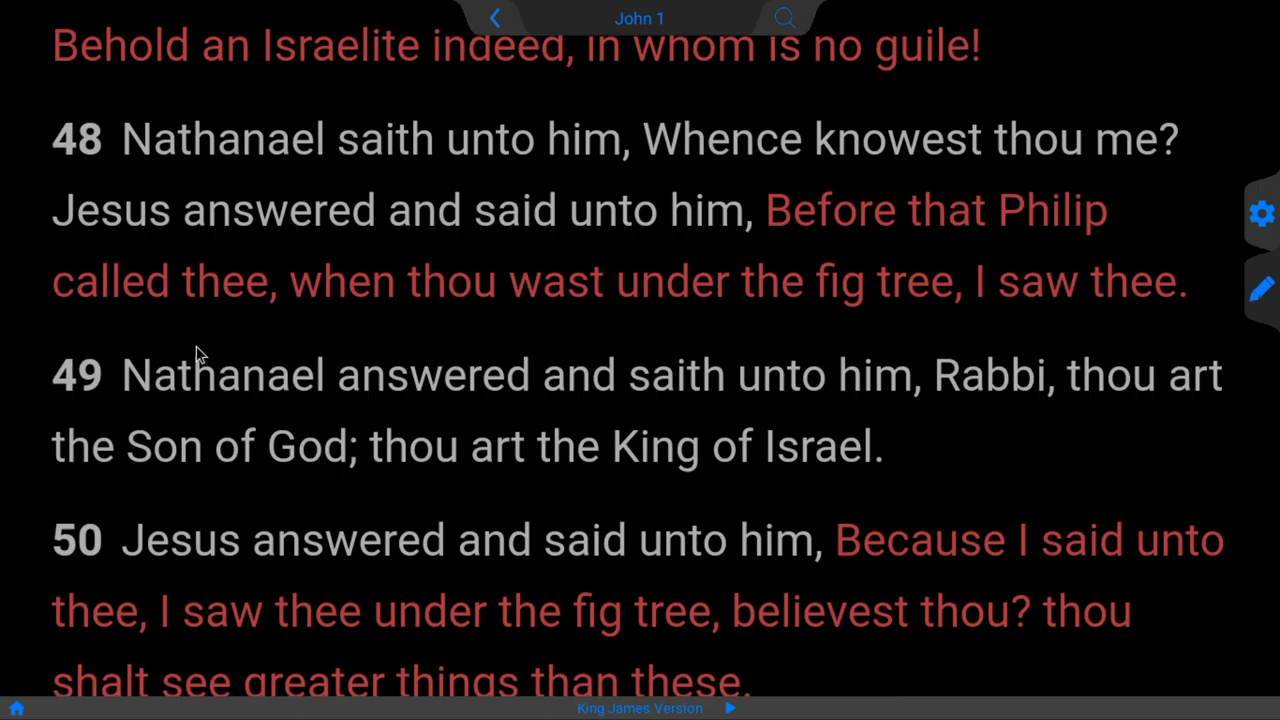 John 1
Behold an Israelite indeed, in whom is no guile!
48 Nathanael saith unto him, Whence knowest thou me?
Jesus answered and said unto him, Before that Philip
called thee, when thou wast under the fig tree, I saw thee.
49 Nathanael answered and saith unto him, Rabbi, thou art
the Son of God; thou art the King of Israel.
50 Jesus answered and said unto him, Because I said unto
thee, I saw thee under the fig tree, believest thou? thou
shalt see greater things than these.
King James Version